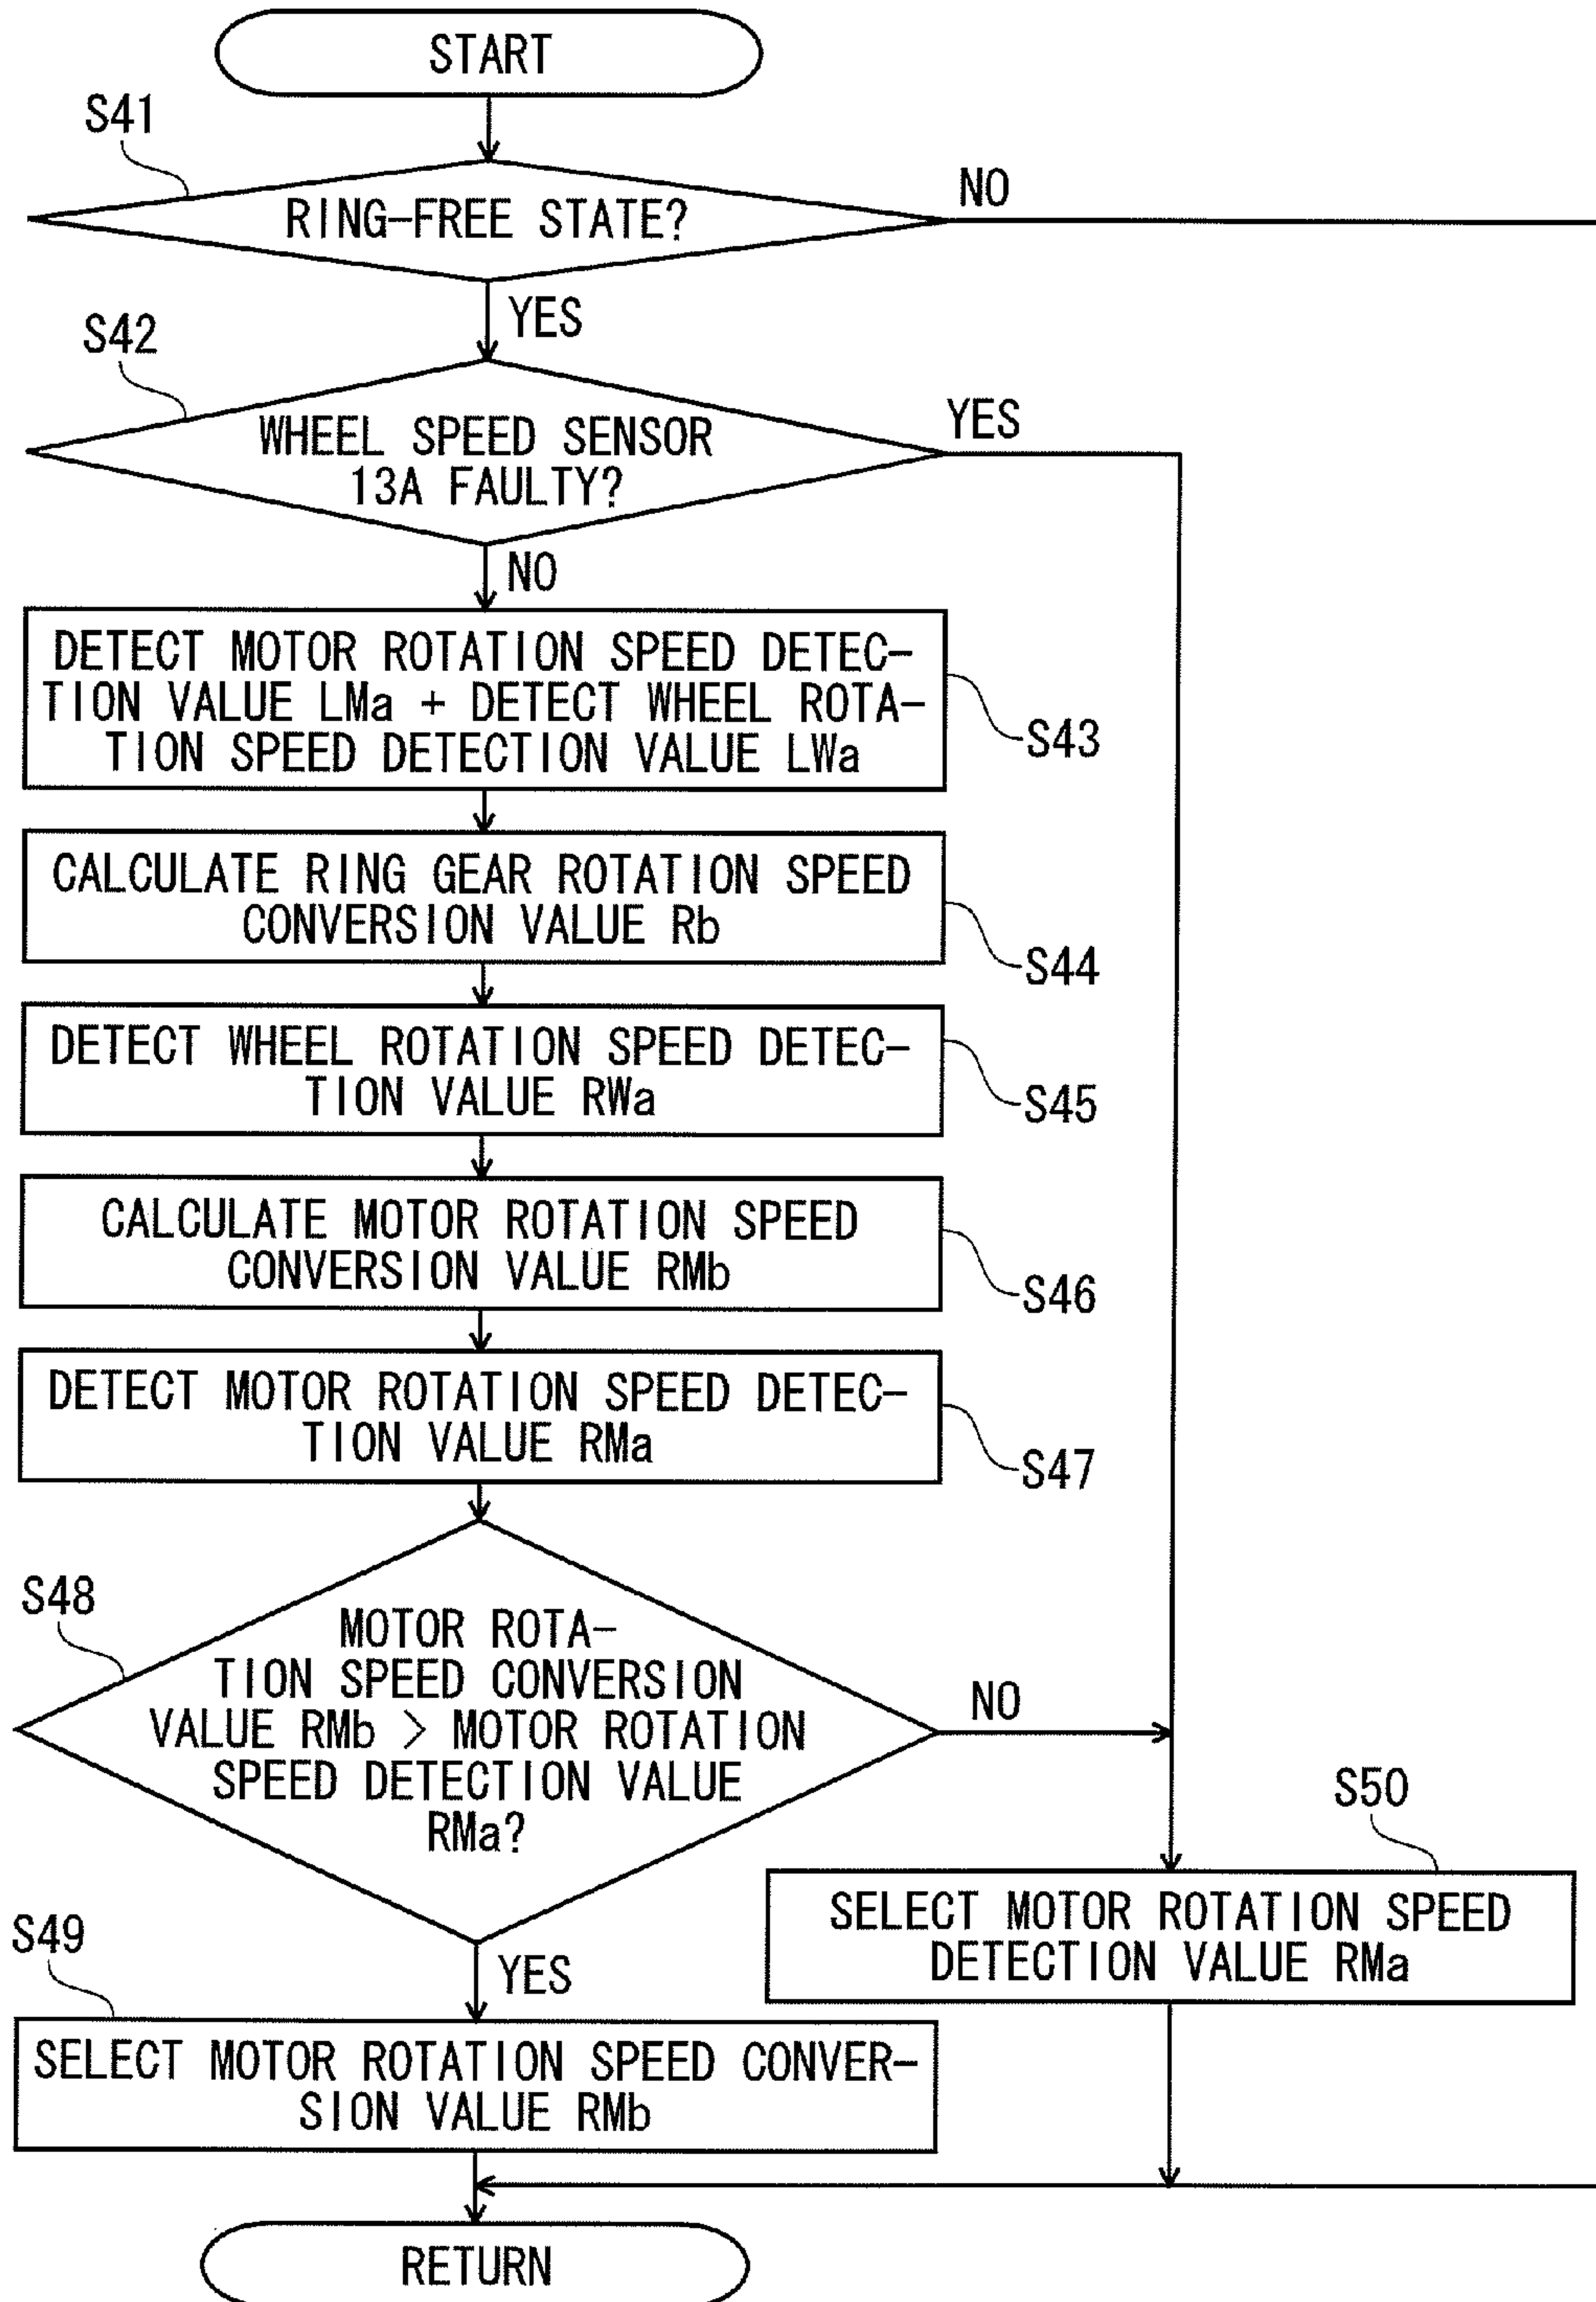 START
S41
RING-FREE STATE?
NO
YES
S42
WHEEL SPEED SENSOR
13A FAULTY?
YES
NO
DETECT MOTOR ROTATION SPEED DETEC-
TION VALUE LMa + DETECT WHEEL ROTA-
TION SPEED DETECTION VALUE LWa
S43
CALCULATE RING GEAR ROTATION SPEED
CONVERSION VALUE Rb
S44
DETECT WHEEL ROTATION SPEED DETEC-
TION VALUE RWa
S45
CALCULATE MOTOR ROTATION SPEED
CONVERSION VALUE RMb
S46
DETECT MOTOR ROTATION SPEED DETEC-
TION VALUE RMa
S47
S48
MOTOR ROTA-
TION SPEED CONVERSION
VALUE RMb > MOTOR ROTATION
SPEED DETECTION VALUE
RMa?
NO
YES
S50
SELECT MOTOR ROTATION SPEED
DETECTION VALUE RMa
S49
SELECT MOTOR ROTATION SPEED CONVER-
SION VALUE RMb
RETURN